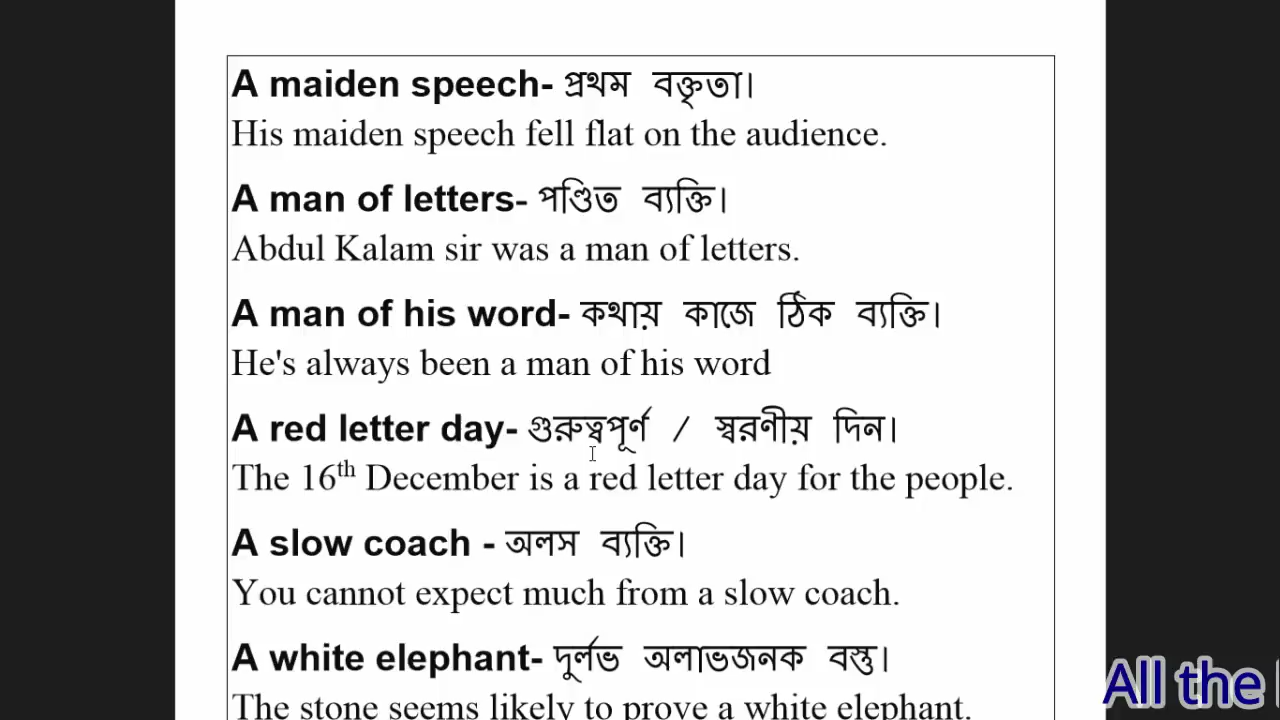 A maiden speech- প্রথম বক্তৃতা।
His maiden speech fell flat on the audience.
A man of letters- পণ্ডিত ব্যক্তি।
Abdul Kalam sir was a man of letters.
A man of his word- কথায় কাজে ঠিক ব্যক্তি।
He's always been a man of his word
A red letter day- গুরুত্বপূর্ণ / স্বরণীয় দিন।
The 16th December is a red letter day for the people.
A slow coach - অলস ব্যক্তি।
You cannot expect much from a slow coach.
A white elephant- দুর্লভ অলাভজনক বস্তু।
The stone seems likely to prove a white elephant.
All the